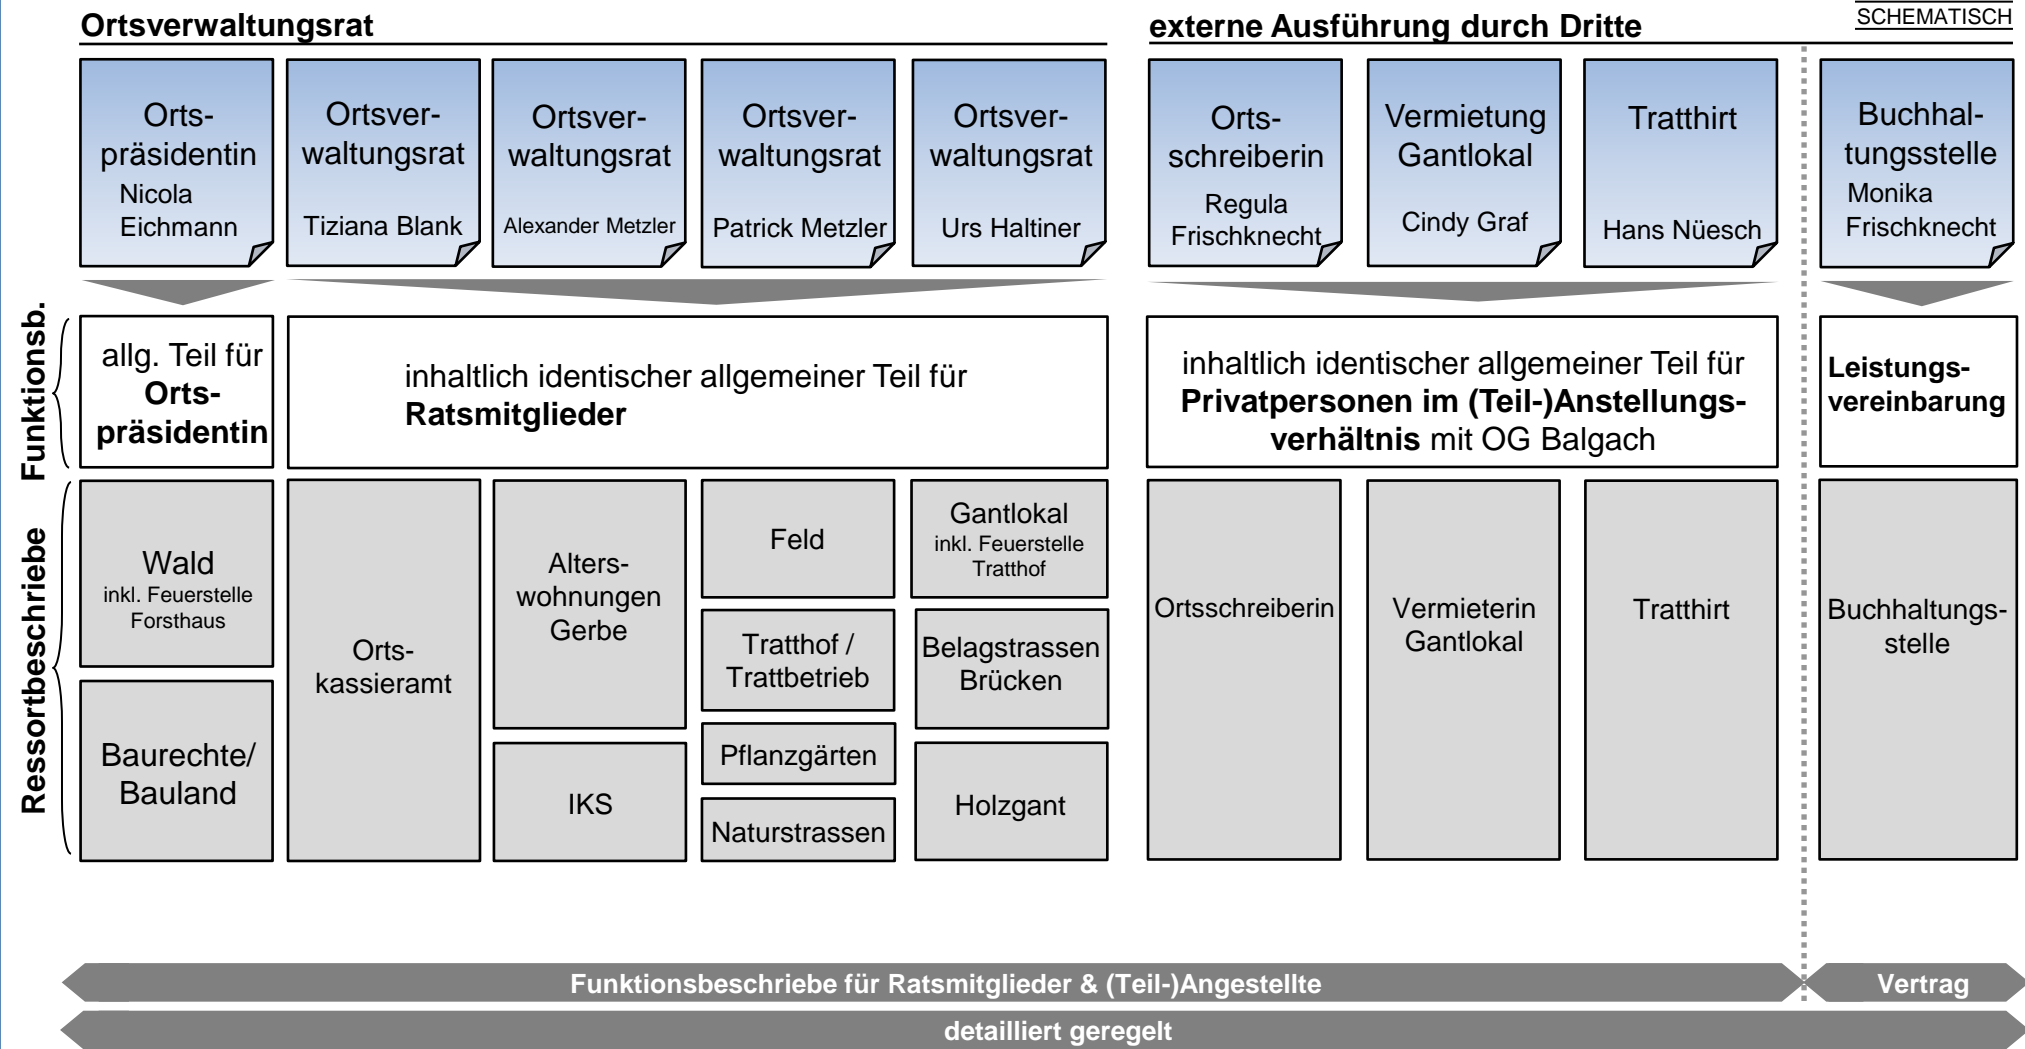 Ortsverwaltungsrat
externe Ausführung durch Dritte
SCHEMATISCH
Orts-
präsidentin
Nicola
Eichmann
Ortsver-
waltungsrat
Tiziana Blank
Ortsver-
waltungsrat
Alexander Metzler
Ortsver-
waltungsrat
Patrick Metzler
Ortsver-
waltungsrat
Urs Haltiner
Orts-
schreiberin
Regula
Frischknecht
Vermietung
Gantlokal
Cindy Graf
Tratthirt
Hans Nüesch
Buchhal-
tungsstelle
Monika
Frischknecht
Funktionsb.
allg. Teil für
Orts-
präsidentin
inhaltlich identischer allgemeiner Teil für
Ratsmitglieder
inhaltlich identischer allgemeiner Teil für
Privatpersonen im (Teil-)Anstellungs-
verhältnis mit OG Balgach
Leistungs-
vereinbarung
Ressortbeschriebe
Wald
inkl. Feuerstelle
Forsthaus
Baurechte/
Bauland
Orts-
kassieramt
Alters-
wohnungen
Gerbe
IKS
Feld
Tratthof /
Trattbetrieb
Pflanzgärten
Naturstrassen
Gantlokal
inkl. Feuerstelle
Tratthof
Belagstrassen
Brücken
Holzgant
Ortsschreiberin
Vermieterin
Gantlokal
Tratthirt
Buchhaltungs-
stelle
Funktionsbeschriebe für Ratsmitglieder & (Teil-)Angestellte
Vertrag
detailliert geregelt